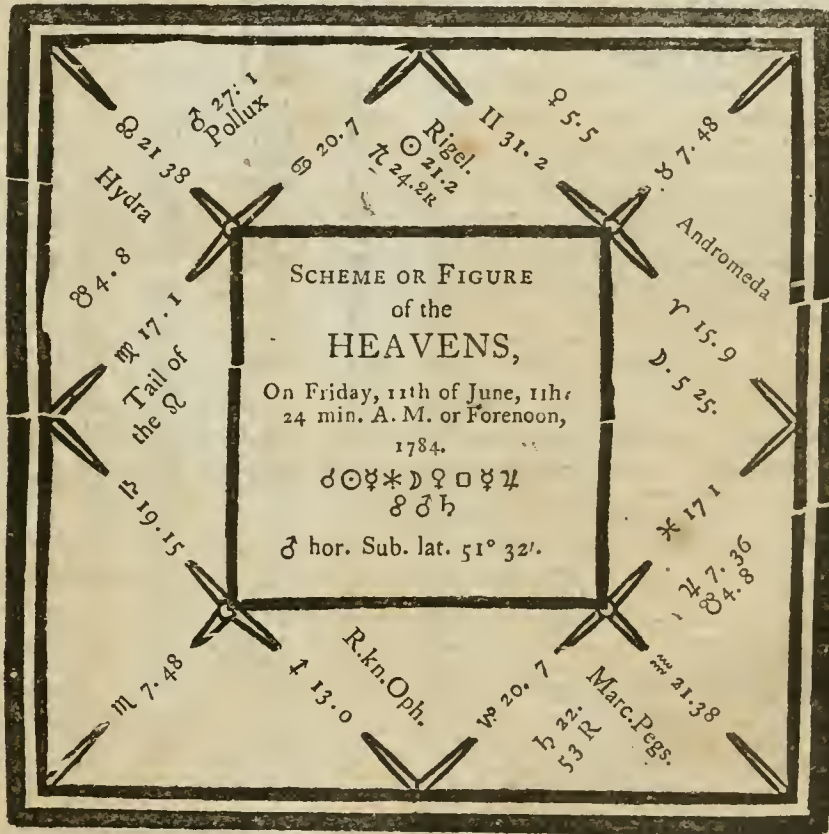 SCHEME OR FIGURE
of the
HEAVENS,
On Friday, 11th of June, 11h.
24 min. A. M. or Forenoon,
1784.
☌☉☿⚹☽♀□☿♃
☍♂♄
♂ hor. Sub. lat. 51° 32′.
♌ 21 38
♂ 27: 1
Pollux
♋ 20. 7
Rigel.
☉ 21.2
24.2R
II 31. 2
♀ 5.5
♉ 7. 48
Andromeda
♈ 15. 9
☽. 5 25.
♓ 17 1
♃ 7. 36
☋4. 8
♒ 21.38
Marc. Pegs.
♄ 22.
53 R
♑ 20. 7
R.kn.Oph.
♐ 13. 0
♏ 7. 48
♎ 19.15
Tail of
the ♌
♍ 17. 1
☋4. 8
Hydra